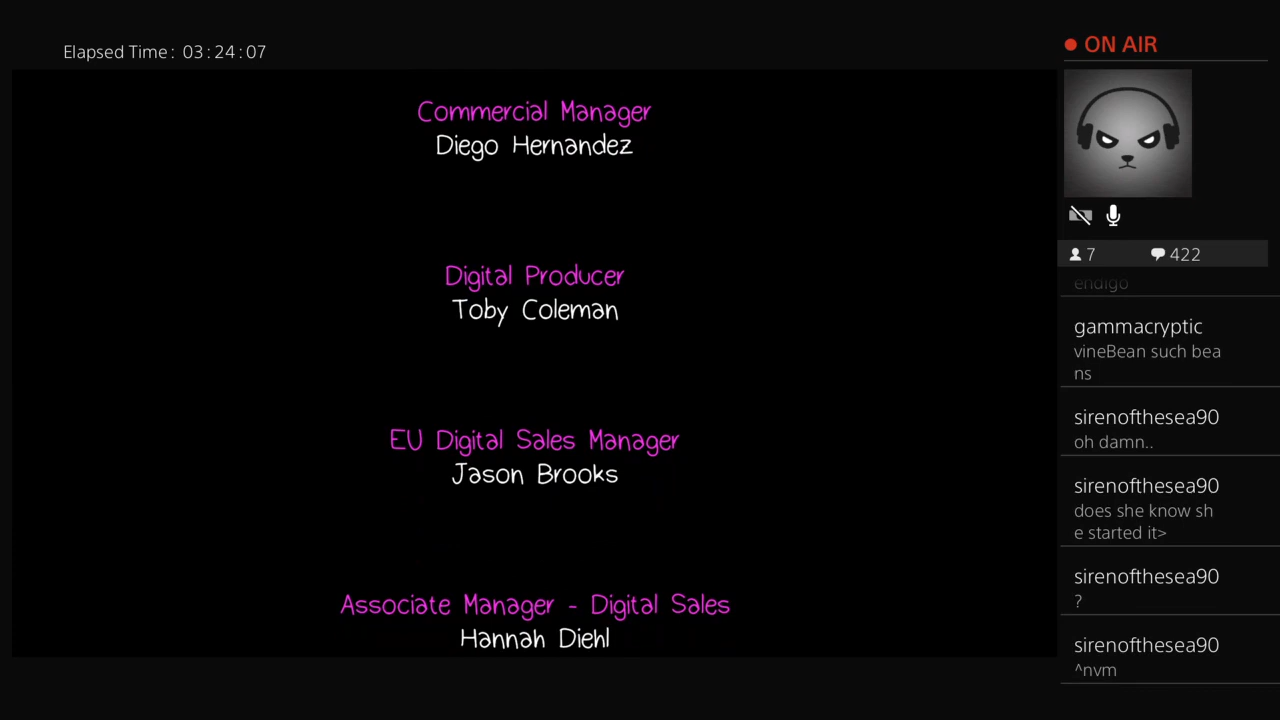 Elapsed Time: 03:24:07
Commercial Manager
Diego Hernandez
Digital Producer
Toby Coleman
EU Digital Sales Manager
Jason Brooks
Associate Manager - Digital Sales
Hannah Diehl
ON AIR
7
422
endigo
gammacryptic
vineBean such bea
ns
sirenofthesea90
oh damn..
sirenofthesea90
does she know sh
e started it>
sirenofthesea90
?
sirenofthesea90
^nvm